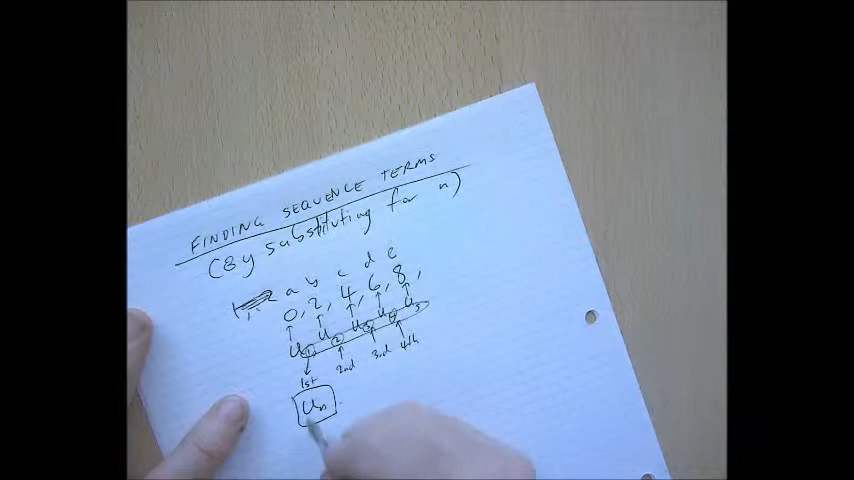 FINDING SEQUENCE TERMS
(By substituting for n)
a b c d e
0, 2, 4, 6, 8,
U1 U2 U3 U4 U5
1st 2nd 3rd 4th
Un